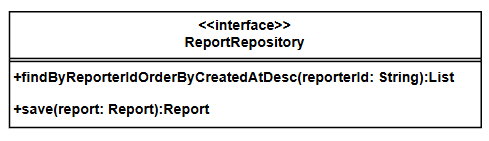 <<interface>>
ReportRepository
+findByReporterIdOrderByCreatedAtDesc(reporterId: String):List
+save(report: Report):Report